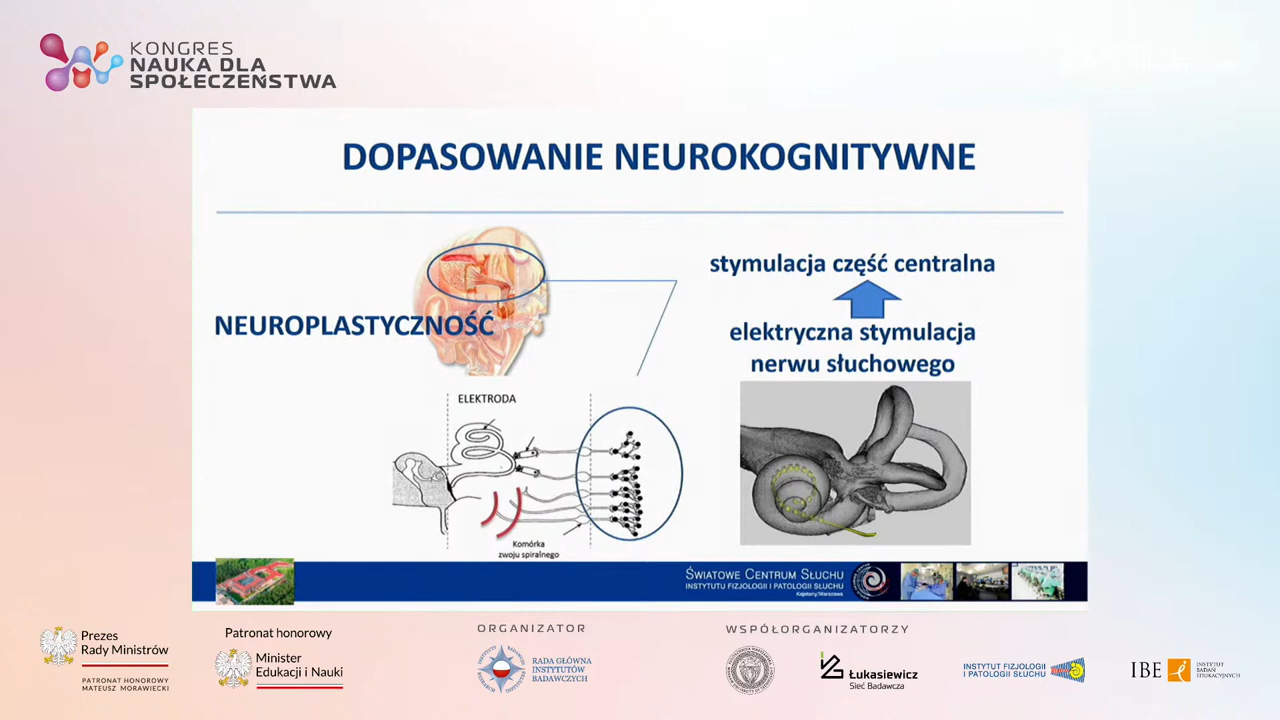 KONGRES
NAUKA DLA
SPOŁECZEŃSTWA
DOPASOWANIE NEUROKOGNITYWNE
stymulacja część centralna
NEUROPLASTYCZNOŚĆ
elektryczna stymulacja
nerwu słuchowego
ELEKTRODA
Komórka
zwoju spiralnego
ŚWIATOWE CENTRUM SŁUCHU
INSTYTUTU FIZJOLOGII I PATOLOGII SŁUCHU
Kajetany/Warszawa
Prezes
Rady Ministrów
PATRONAT HONOROWY
MATEUSZ MORAWIECKI
Patronat honorowy
Minister
Edukacji i Nauki
ORGANIZATOR
RADA GŁÓWNA
INSTYTUTÓW
BADAWCZYCH
WSPÓŁORGANIZATORZY
Łukasiewicz
Sieć Badawcza
INSTYTUT FIZJOLOGII
I PATOLOGII SŁUCHU
IBE
INSTYTUT
BADAŃ
EDUKACYJNYCH